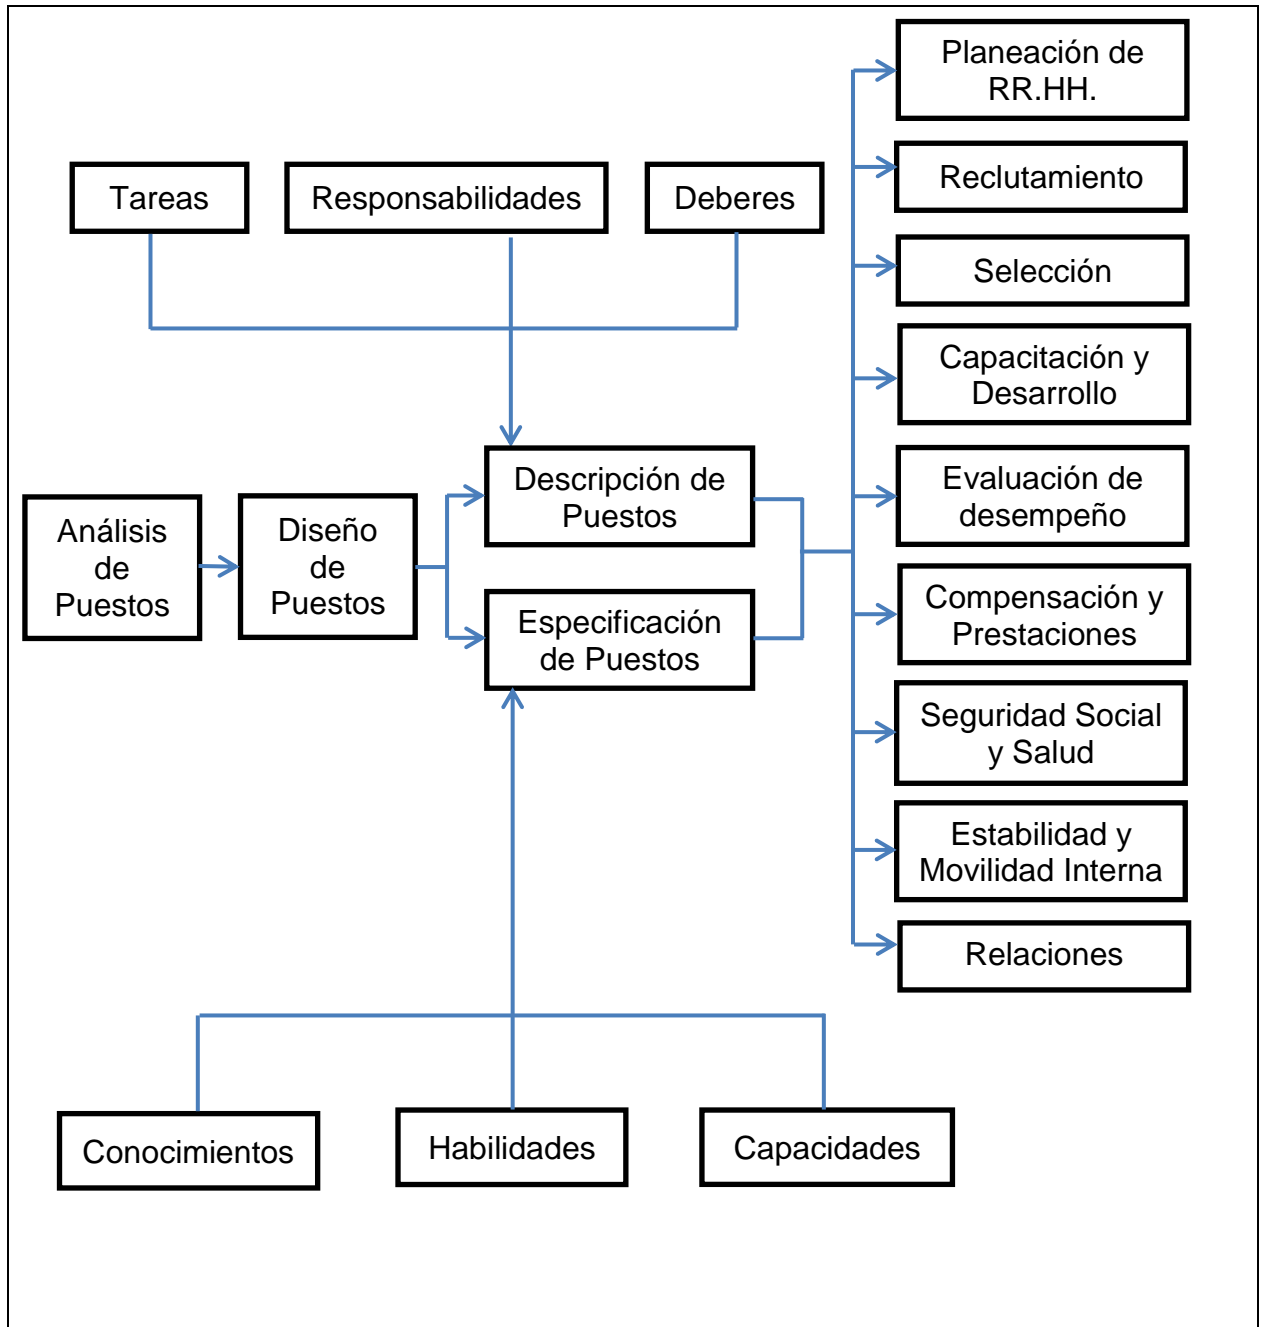 Planeación de
RR.HH.
Tareas
Responsabilidades
Deberes
Reclutamiento
Selección
Capacitación y
Desarrollo
Análisis
de
Puestos
Diseño
de
Puestos
Descripción de
Puestos
Especificación
de Puestos
Evaluación de
desempeño
Compensación y
Prestaciones
Seguridad Social
y Salud
Estabilidad y
Movilidad Interna
Relaciones
Conocimientos
Habilidades
Capacidades